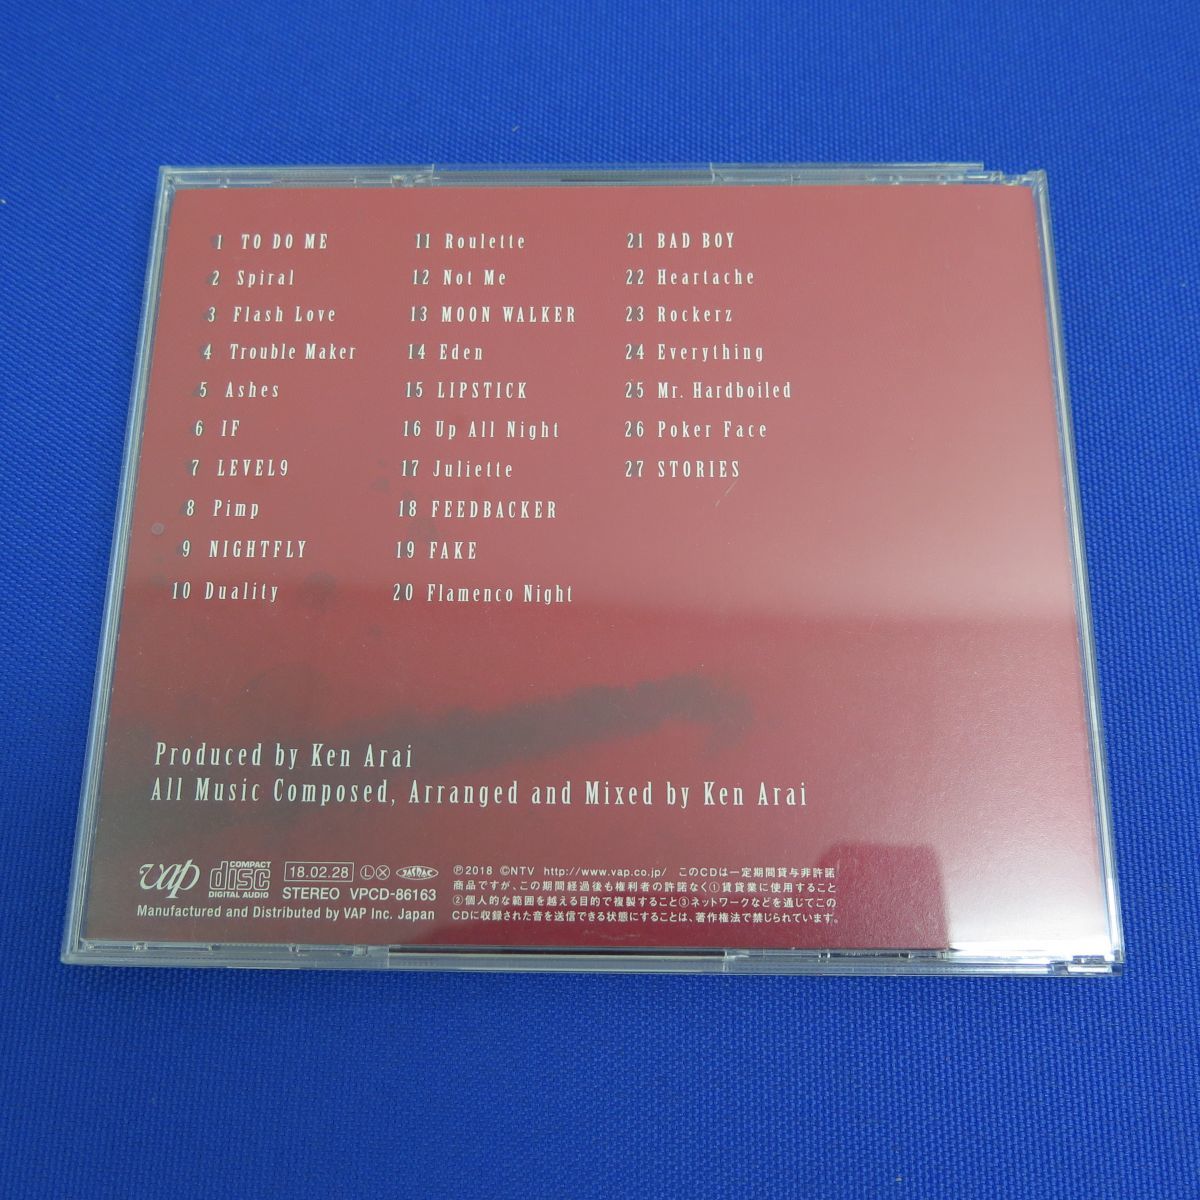 1 TO DO ME
2 Spiral
3 Flash Love
4 Trouble Maker
5 Ashes
6 IF
7 LEVEL9
8 Pimp
9 NIGHTFLY
10 Duality
11 Roulette
12 Not Me
13 MOON WALKER
14 Eden
15 LIPSTICK
16 Up All Night
17 Juliette
18 FEEDBACKER
19 FAKE
20 Flamenco Night
21 BAD BOY
22 Heartache
23 Rockerz
24 Everything
25 Mr. Hardboiled
26 Poker Face
27 STORIES
Produced by Ken Arai
All Music Composed, Arranged and Mixed by Ken Arai
vap
COMPACT
disc
DIGITAL AUDIO
18.02.28 Ⓛ Ⓧ JASRAC
STEREO VPCD-86163
Manufactured and Distributed by VAP Inc. Japan
Ⓟ2018 ©NTV http://www.vap.co.jp/ このCDは一定期間貸与非許諾
商品ですが、この期間経過後も権利者の許諾なく①賃貸業に使用すること
②個人的な範囲を越える目的で複製すること③ネットワークなどを通じてこの
CDに収録された音を送信できる状態にすることは、著作権法で禁じられています。